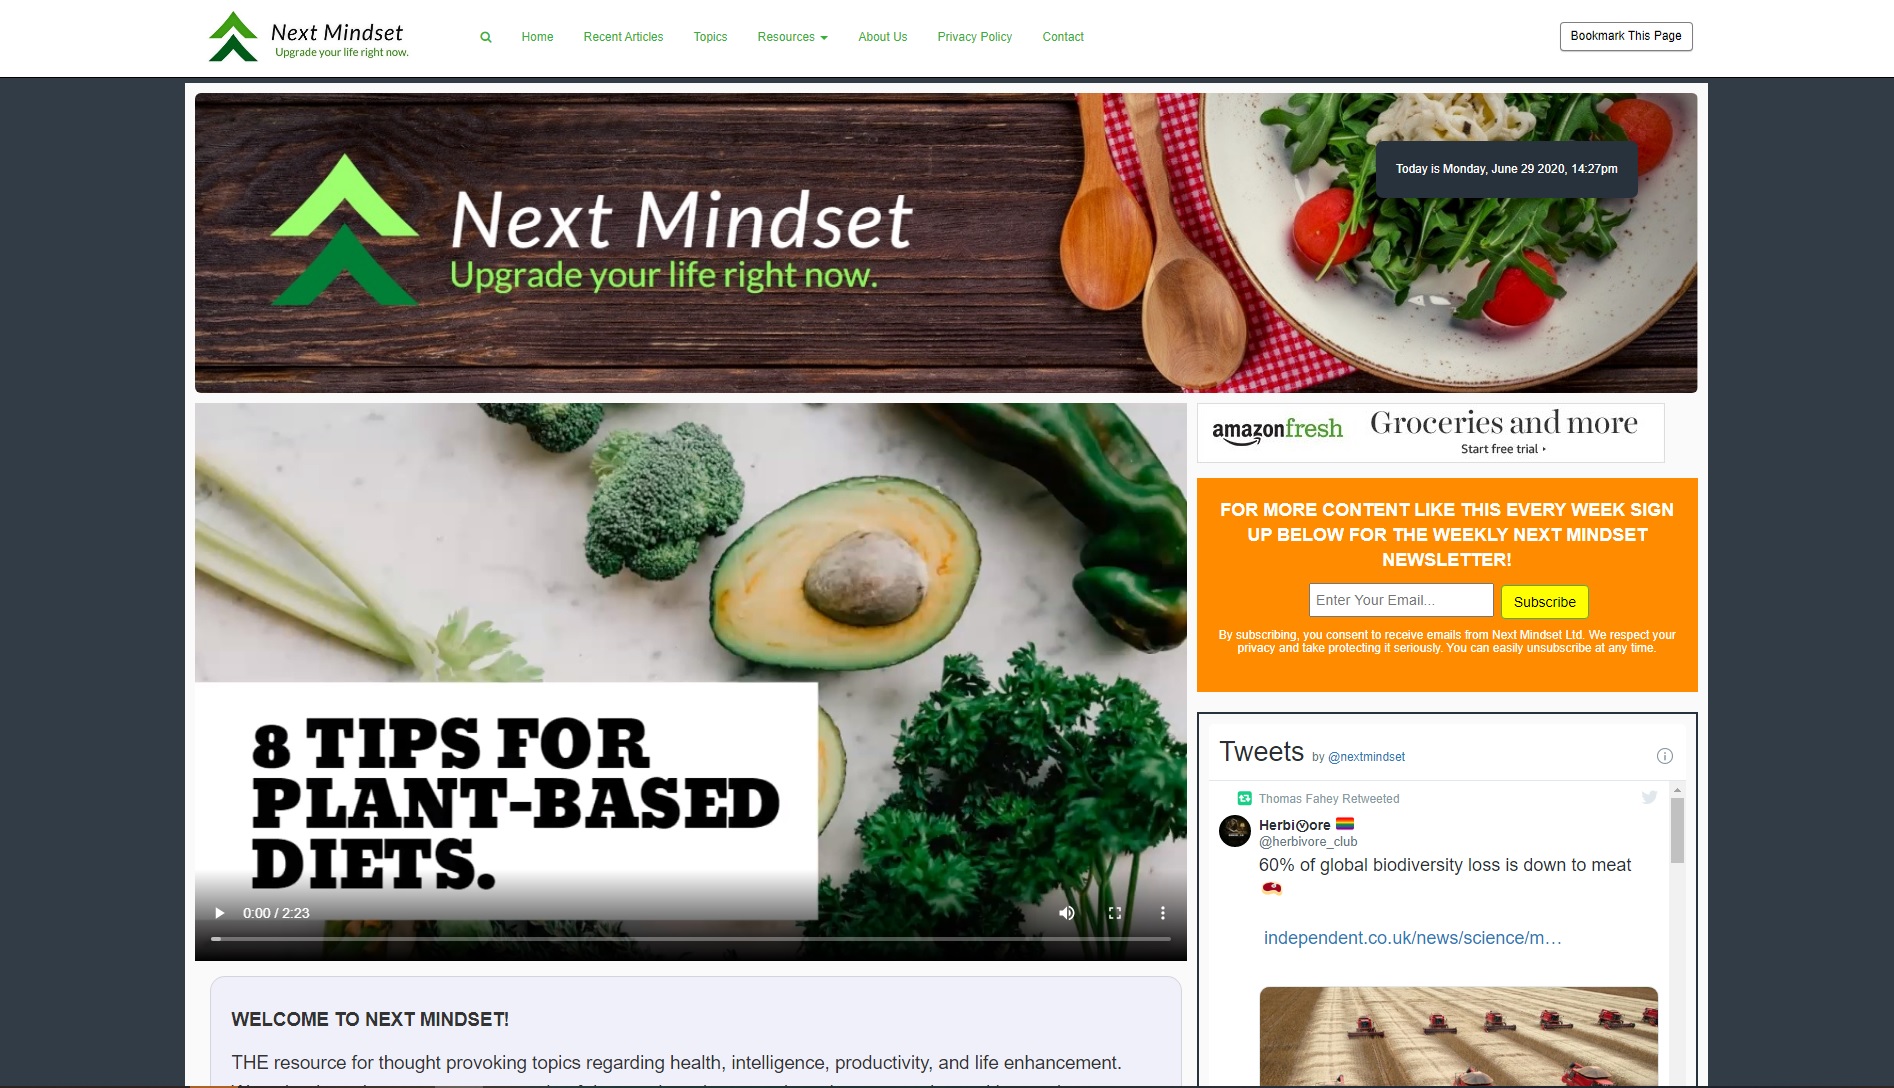 Next Mindset
Upgrade your life right now.
Home
Recent Articles
Topics
Resources
About Us
Privacy Policy
Contact
Bookmark This Page
Today is Monday, June 29 2020, 14:27pm
Next Mindset
Upgrade your life right now.
8 TIPS FOR
PLANT-BASED
DIETS.
0:00 / 2:23
amazonfresh
Groceries and more
Start free trial
FOR MORE CONTENT LIKE THIS EVERY WEEK SIGN
UP BELOW FOR THE WEEKLY NEXT MINDSET
NEWSLETTER!
Enter Your Email...
Subscribe
By subscribing, you consent to receive emails from Next Mindset Ltd. We respect your
privacy and take protecting it seriously. You can easily unsubscribe at any time.
Tweets by @nextmindset
Thomas Fahey Retweeted
HerbiⓋore 🏳️‍🌈
@herbivore_club
60% of global biodiversity loss is down to meat
🥩
independent.co.uk/news/science/m…
WELCOME TO NEXT MINDSET!
THE resource for thought provoking topics regarding health, intelligence, productivity, and life enhancement.